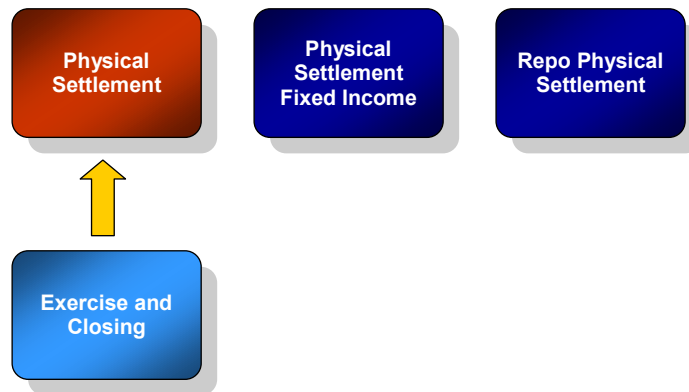 Physical
Settlement
Physical
Settlement
Fixed Income
Repo Physical
Settlement
Exercise and
Closing